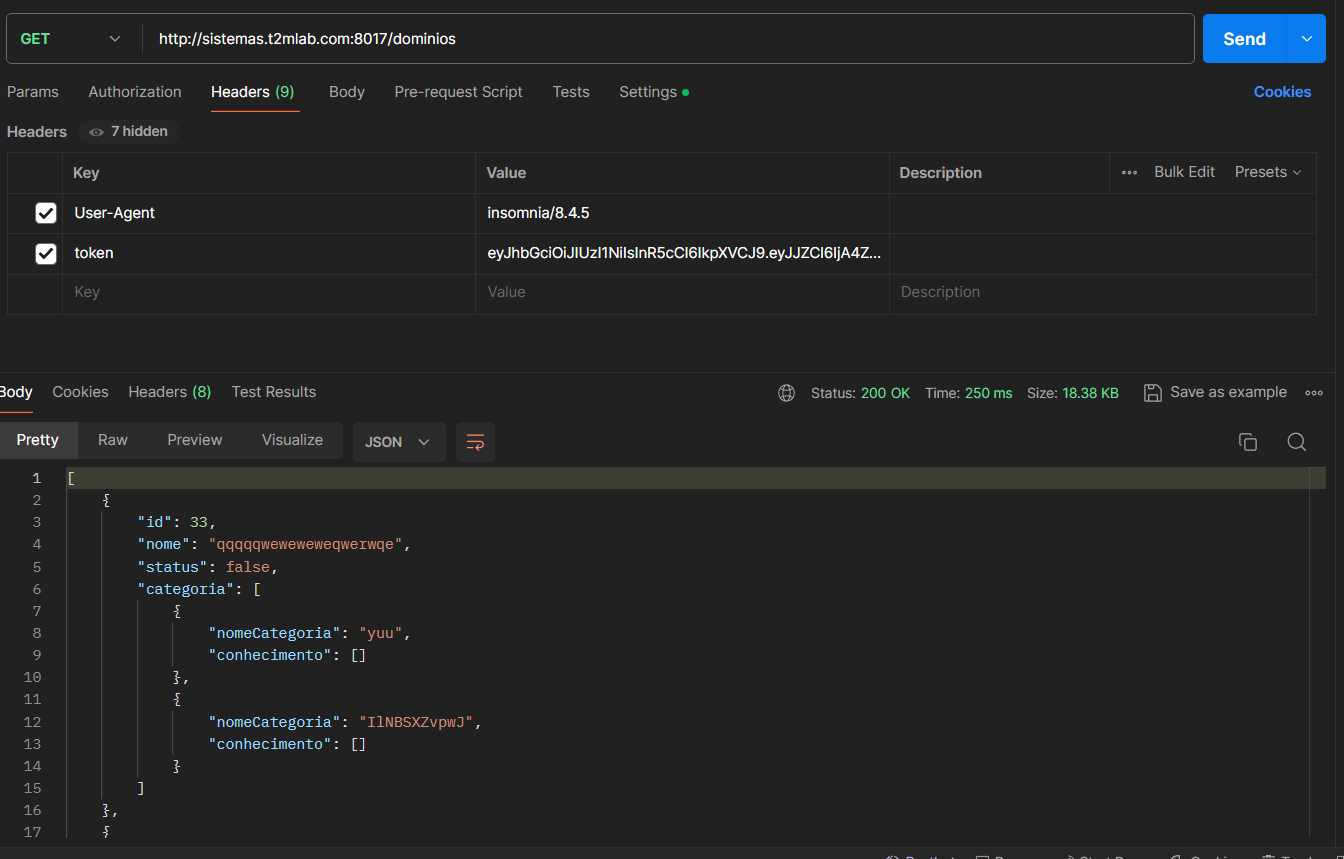 GET http://sistemas.t2mlab.com:8017/dominios Send
Params Authorization Headers (9) Body Pre-request Script Tests Settings Cookies
Headers 7 hidden
Key Value Description Bulk Edit Presets
User-Agent insomnia/8.4.5
token eyJhbGciOiJIUzI1NiIsInR5cCI6IkpXVCJ9.eyJJZCI6IjA4Z...
Key Value Description
Body Cookies Headers (8) Test Results Status: 200 OK Time: 250 ms Size: 18.38 KB Save as example
Pretty Raw Preview Visualize JSON
1 [
2 {
3 "id": 33,
4 "nome": "qqqqqweweweweqwerwqe",
5 "status": false,
6 "categoria": [
7 {
8 "nomeCategoria": "yuu",
9 "conhecimento": []
10 },
11 {
12 "nomeCategoria": "IlNBSXZvpwJ",
13 "conhecimento": []
14 }
15 ]
16 },
17 {